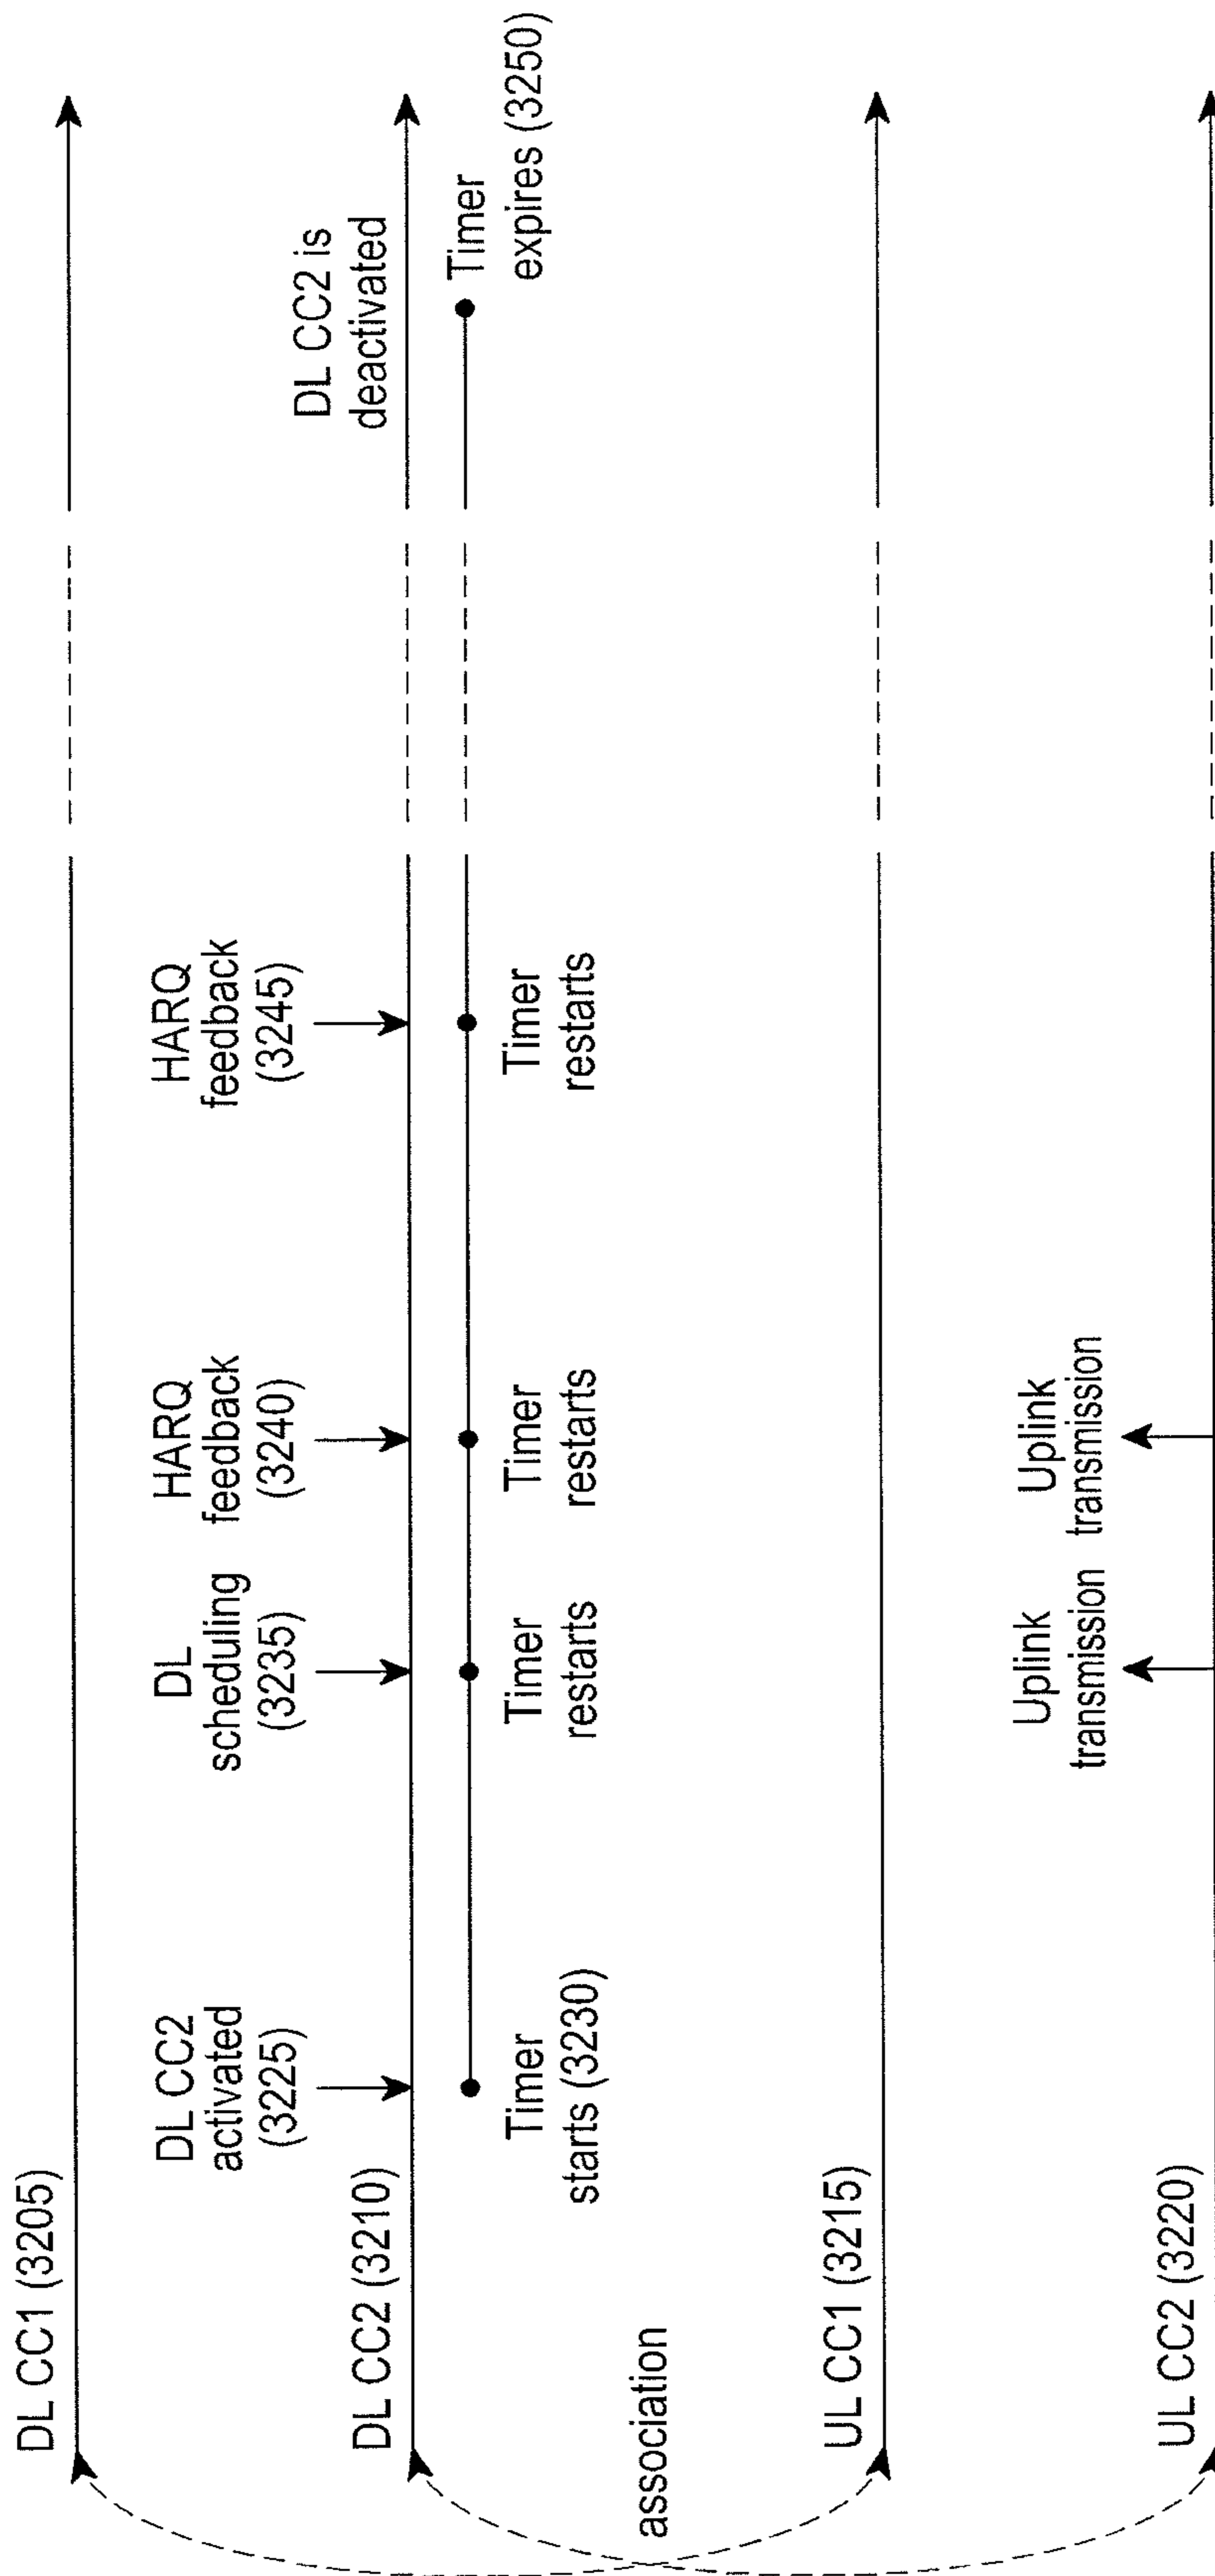 DL CC1 (3205)
DL CC2
activated
(3225)
DL
scheduling
(3235)
HARQ
feedback
(3240)
HARQ
feedback
(3245)
DL CC2 is
deactivated
DL CC2 (3210)
Timer
starts (3230)
Timer
restarts
Timer
restarts
Timer
restarts
Timer
expires (3250)
association
UL CC1 (3215)
Uplink
transmission
Uplink
transmission
UL CC2 (3220)